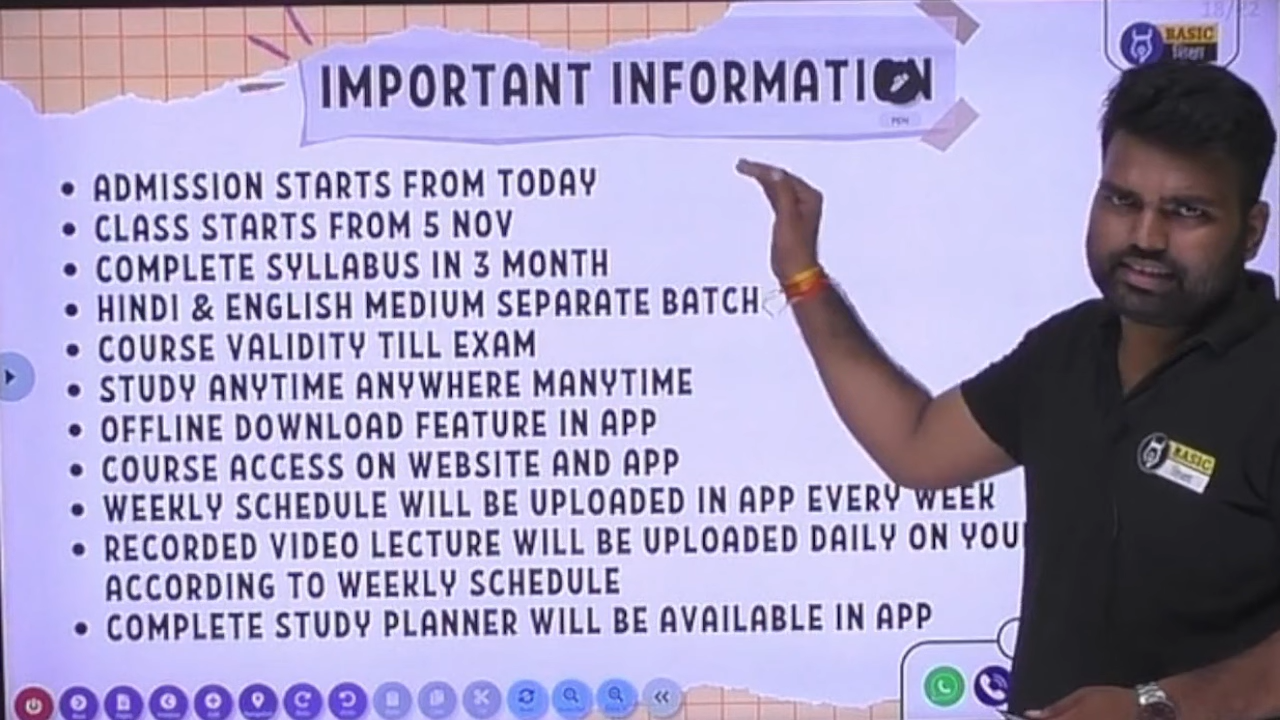 18/22
BASIC
शिक्षा
IMPORTANT INFORMATION
PEN
• ADMISSION STARTS FROM TODAY
• CLASS STARTS FROM 5 NOV
• COMPLETE SYLLABUS IN 3 MONTH
• HINDI & ENGLISH MEDIUM SEPARATE BATCH
• COURSE VALIDITY TILL EXAM
• STUDY ANYTIME ANYWHERE MANYTIME
• OFFLINE DOWNLOAD FEATURE IN APP
• COURSE ACCESS ON WEBSITE AND APP
• WEEKLY SCHEDULE WILL BE UPLOADED IN APP EVERY WEEK
• RECORDED VIDEO LECTURE WILL BE UPLOADED DAILY ON YOU
ACCORDING TO WEEKLY SCHEDULE
• COMPLETE STUDY PLANNER WILL BE AVAILABLE IN APP
BASIC
शिक्षा